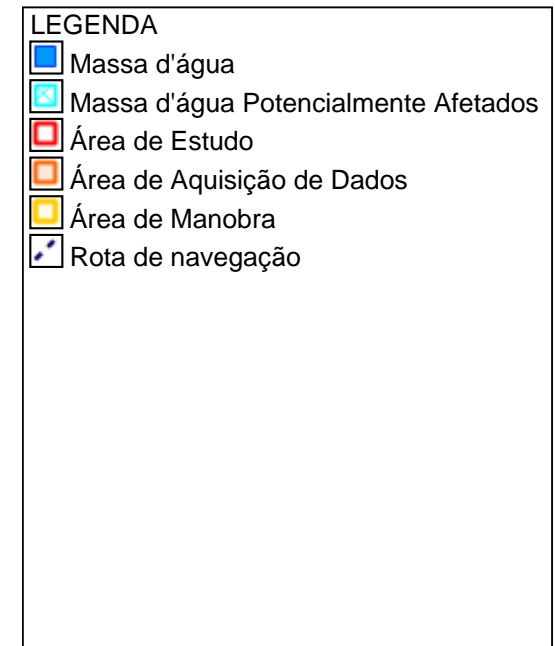 LEGENDA
Massa d'água
Massa d'água Potencialmente Afetados
Área de Estudo
Área de Aquisição de Dados
Área de Manobra
Rota de navegação